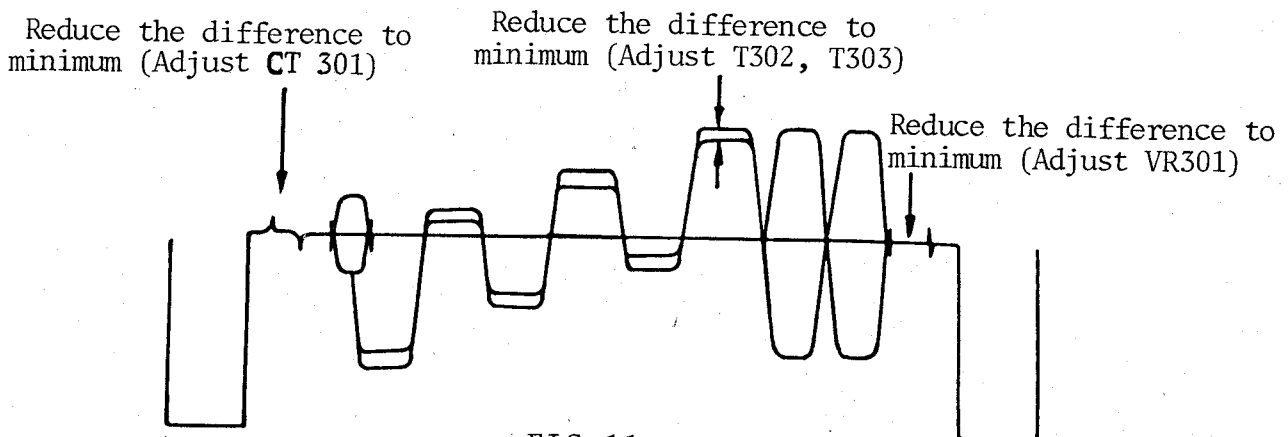 Reduce the difference to
minimum (Adjust CT 301)
Reduce the difference to
minimum (Adjust T302, T303)
Reduce the difference to
minimum (Adjust VR301)